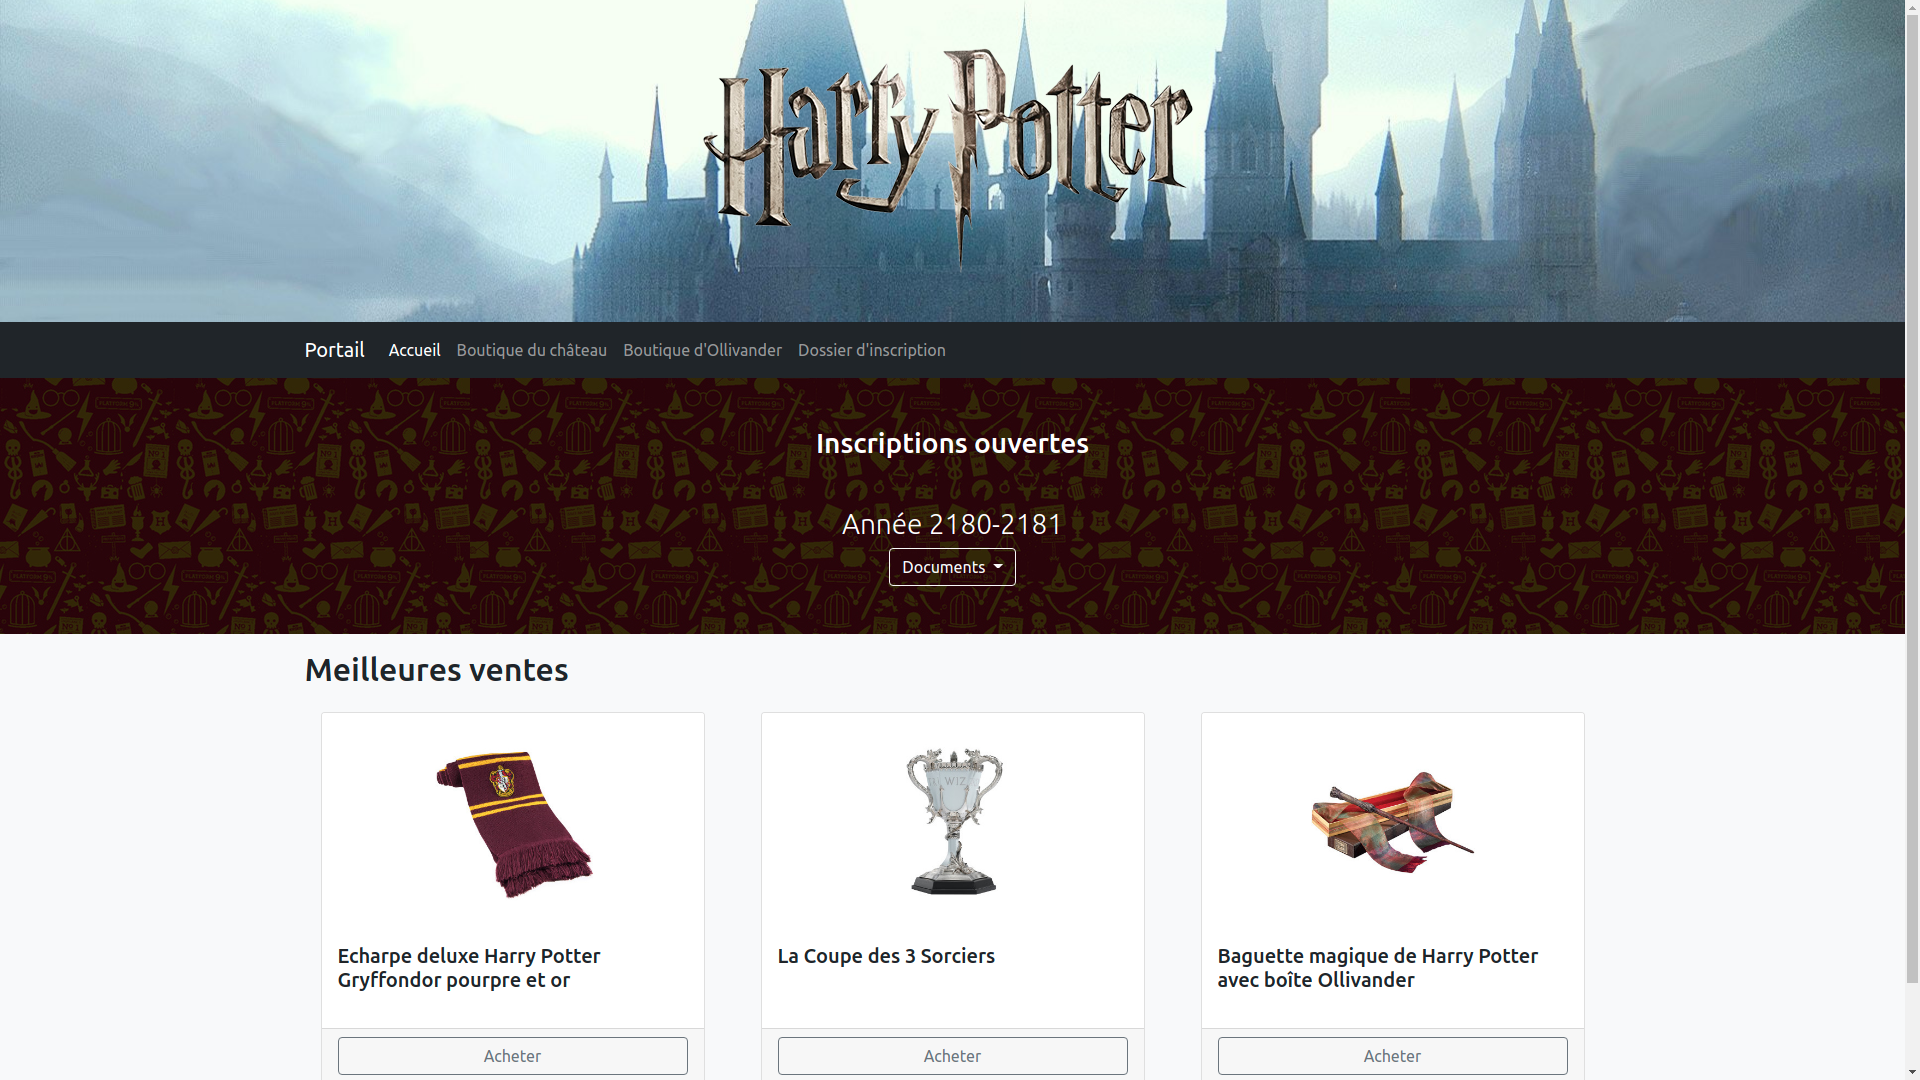 Harry Potter
Portail Accueil Boutique du château Boutique d'Ollivander Dossier d'inscription
Inscriptions ouvertes
Année 2180-2181
Documents
Meilleures ventes
WIZ
Echarpe deluxe Harry Potter
Gryffondor pourpre et or
La Coupe des 3 Sorciers
Baguette magique de Harry Potter
avec boîte Ollivander
Acheter
Acheter
Acheter